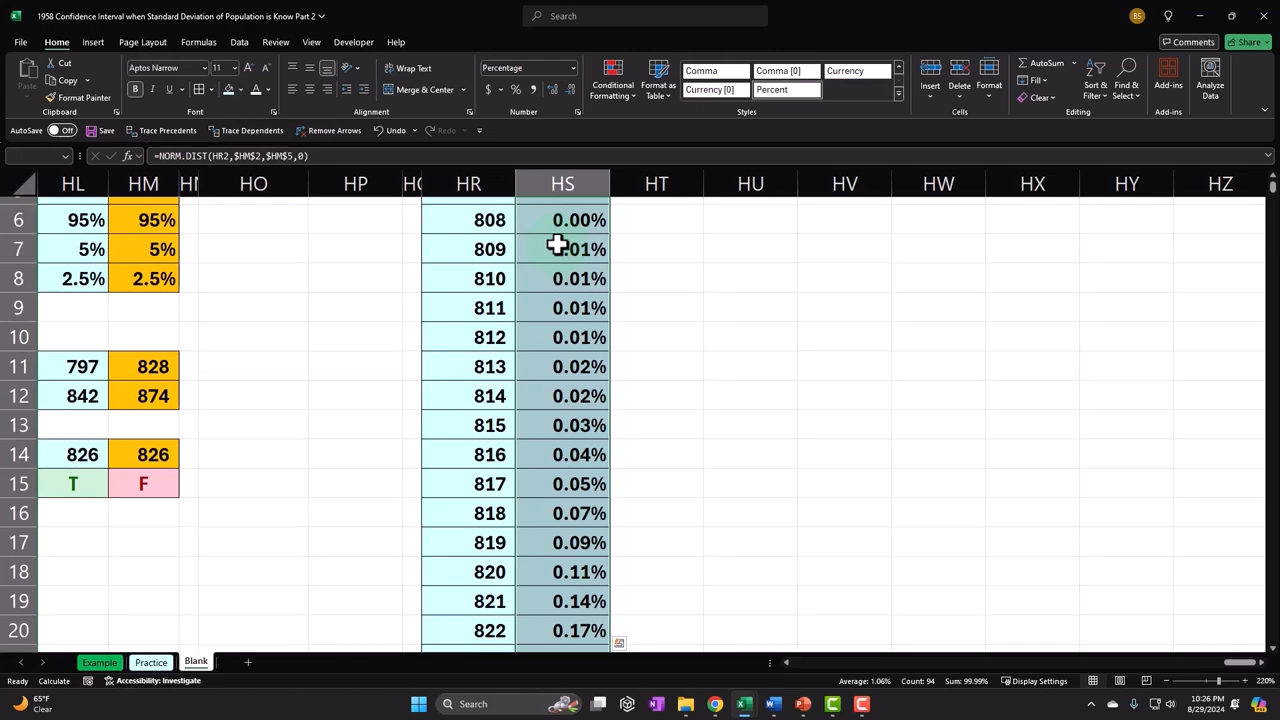 1958 Confidence Interval when Standard Deviation of Population is Know Part 2
Search
BS
File Home Insert Page Layout Formulas Data Review View Developer Help
Comments Share
Paste
Cut
Copy
Format Painter
Clipboard
Aptos Narrow 11
B I U
Font
Wrap Text
Merge & Center
Alignment
Percentage
Number
Conditional Formatting
Format as Table
Comma Comma [0] Currency
Currency [0] Percent
Styles
Insert Delete Format
Cells
AutoSum
Fill
Clear
Sort & Filter
Find & Select
Editing
Add-ins
Add-ins
Analyze Data
AutoSave Off Save Trace Precedents Trace Dependents Remove Arrows Undo Redo
fx =NORM.DIST(HR2,$HM$2,$HM$5,0)
HL HM HO HP HR HS HT HU HV HW HX HY HZ
6 95% 95% 808 0.00%
7 5% 5% 809 .01%
8 2.5% 2.5% 810 0.01%
9 811 0.01%
10 812 0.01%
11 797 828 813 0.02%
12 842 874 814 0.02%
13 815 0.03%
14 826 826 816 0.04%
15 T F 817 0.05%
16 818 0.07%
17 819 0.09%
18 820 0.11%
19 821 0.14%
20 822 0.17%
Example Practice Blank
Ready Calculate Accessibility: Investigate Average: 1.06% Count: 94 Sum: 99.99% Display Settings 220%
65°F
Clear
Search
10:26 PM
8/29/2024